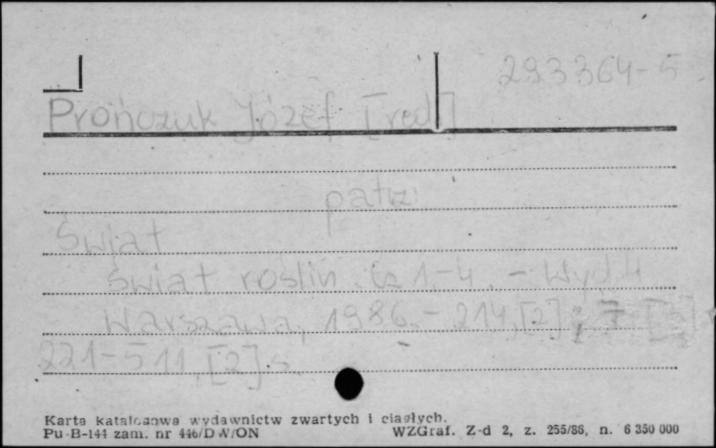 293364-5
Prończuk Józef [red.]
patrz
Świat
Świat roślin. Cz 1-4. - Wyd. 4
Warszawa, 1986. - 214, [2];
221-511, [2] s.
Karta katalogowa wydawnictw zwartych i ciągłych.
Pu-B-144 zam. nr 446/D W/ON WZGraf. Z-d 2, z. 255/86, n. 6 350 000